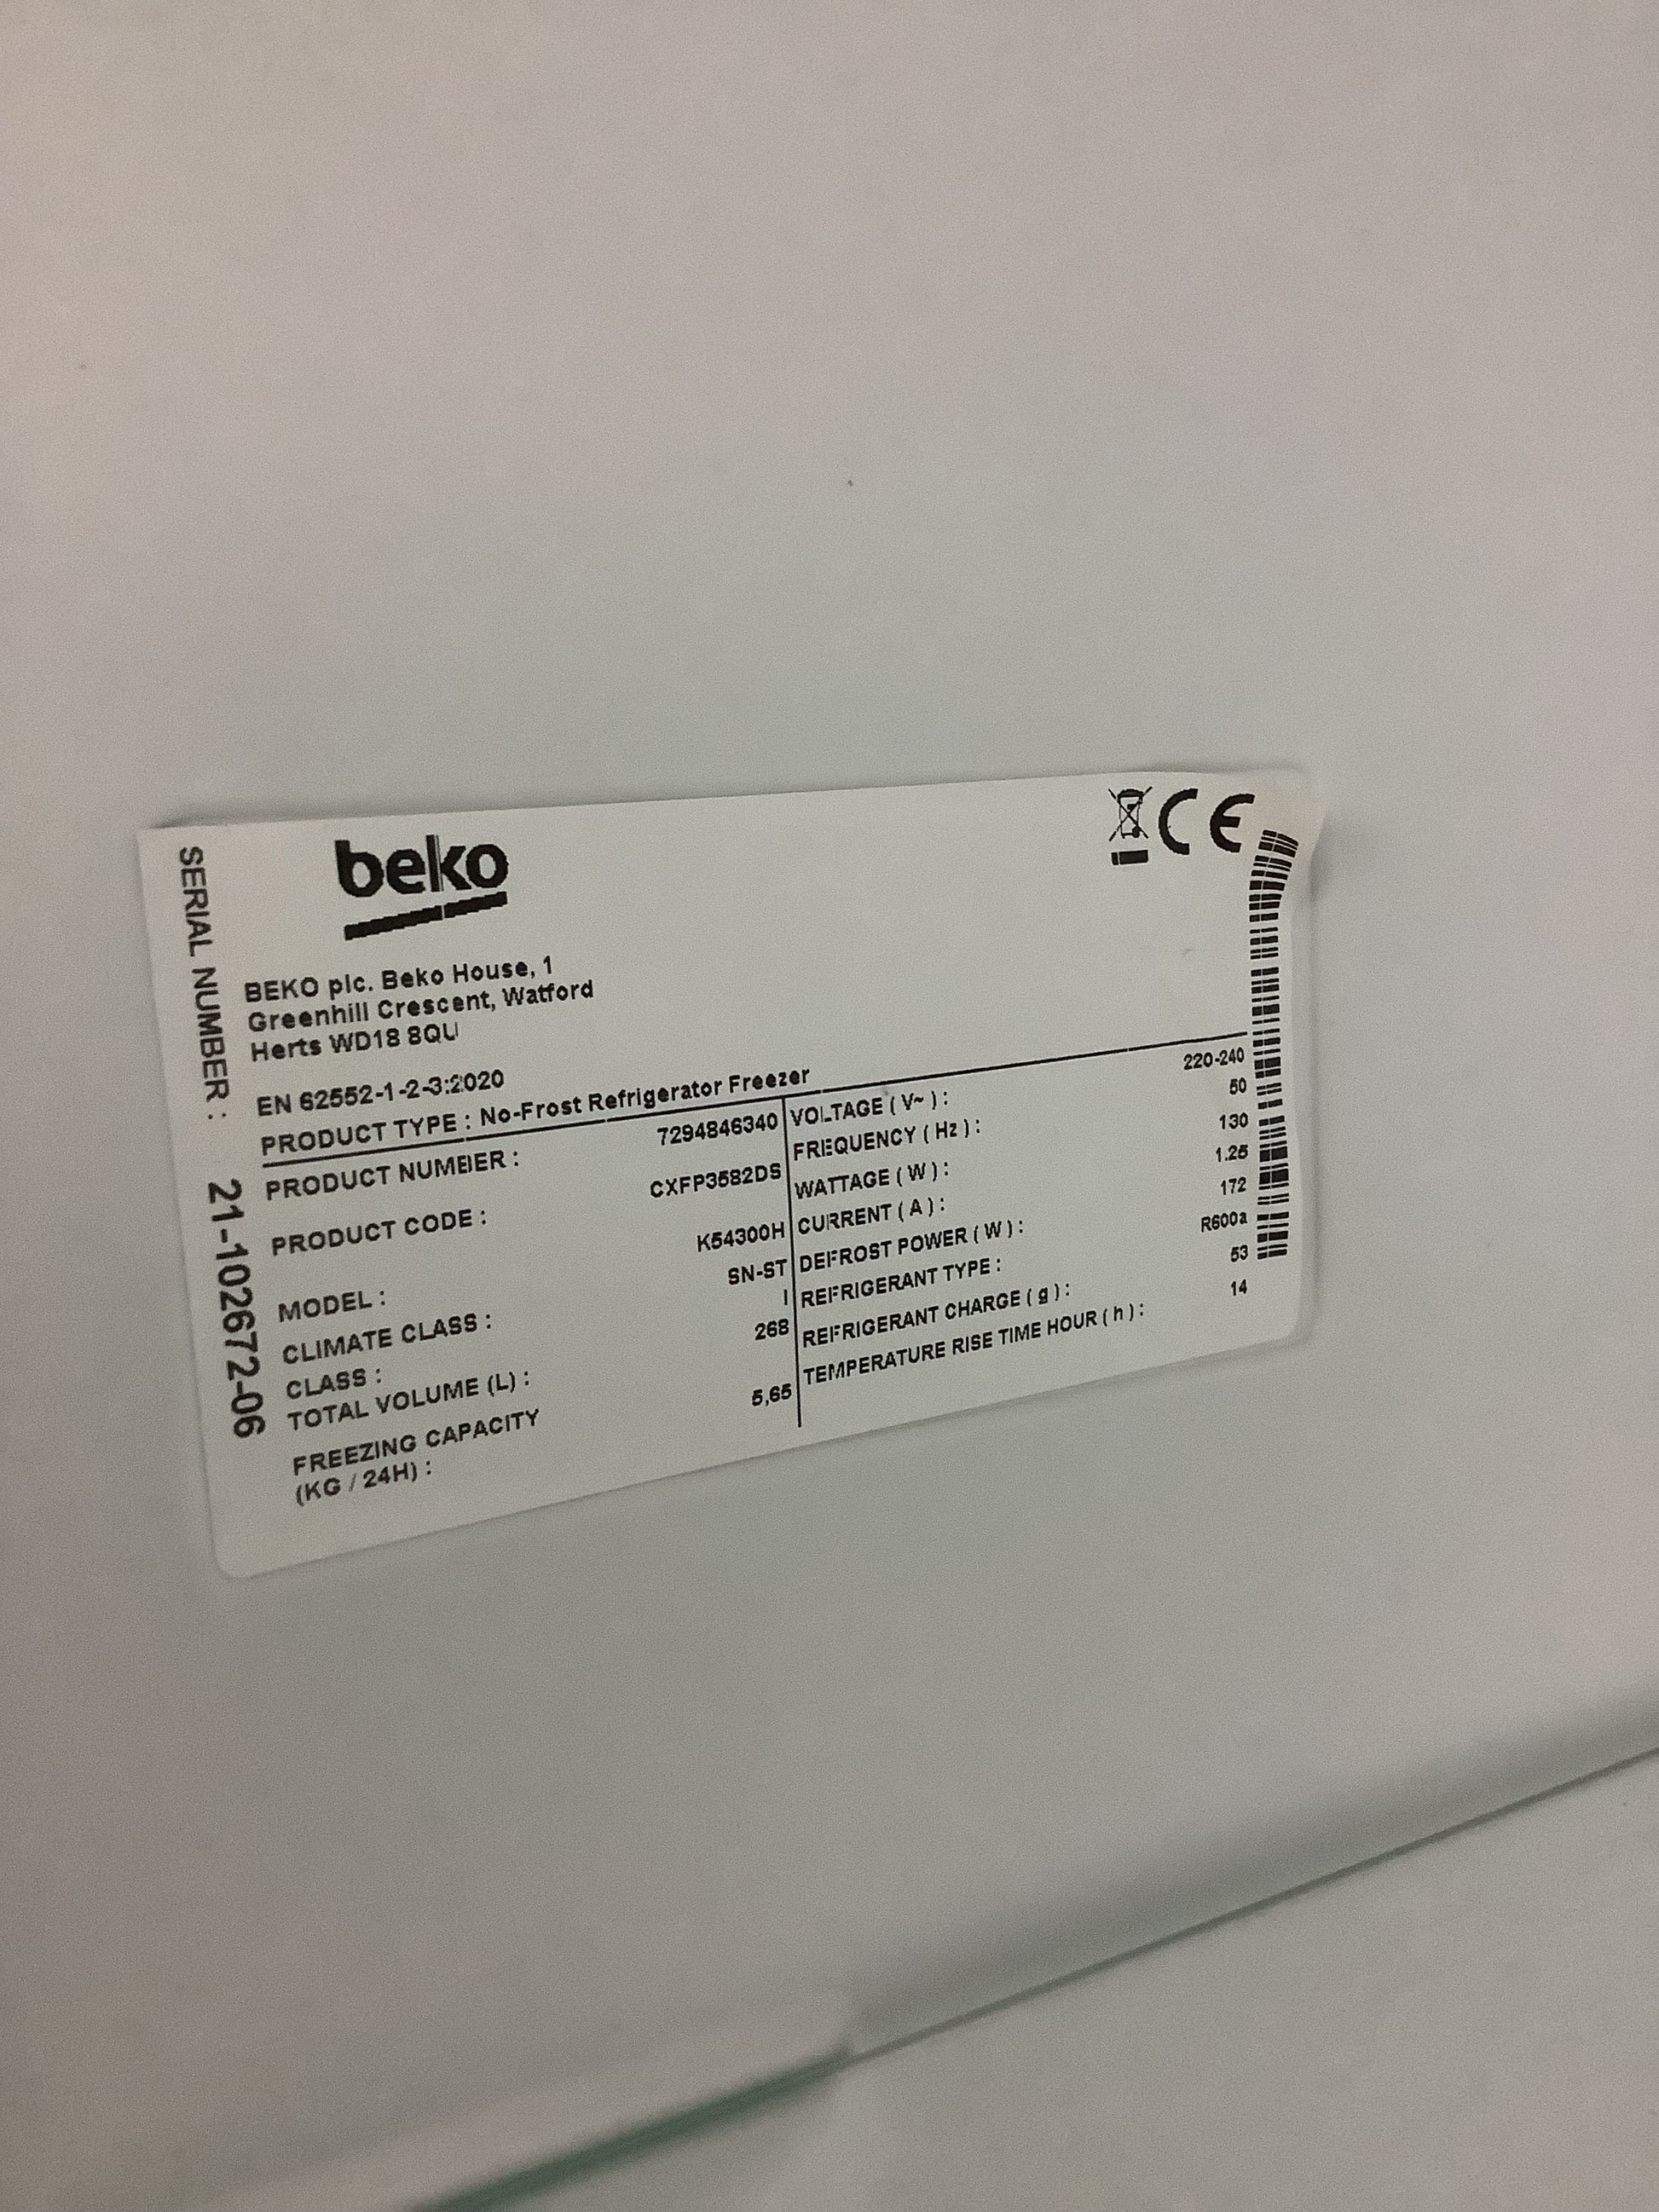 beko
BEKO plc. Beko House, 1
Greenhill Crescent, Watford
Herts WD18 8QU
EN 62552-1-2-3:2020
PRODUCT TYPE : No-Frost Refrigerator Freezer
PRODUCT NUMBER : 7294846340
PRODUCT CODE : CXFP3582DS
MODEL : K54300H
CLIMATE CLASS : SN-ST
CLASS : I
TOTAL VOLUME (L) : 268
FREEZING CAPACITY
(KG / 24H) : 5,65
VOLTAGE ( V~ ) : 220-240
FREQUENCY ( Hz ) : 50
WATTAGE ( W ) : 130
CURRENT ( A ) : 1.25
DEFROST POWER ( W ) : 172
REFRIGERANT TYPE : R600a
REFRIGERANT CHARGE ( g ) : 53
TEMPERATURE RISE TIME HOUR ( h ) : 14
SERIAL NUMBER : 21-102672-06
CE